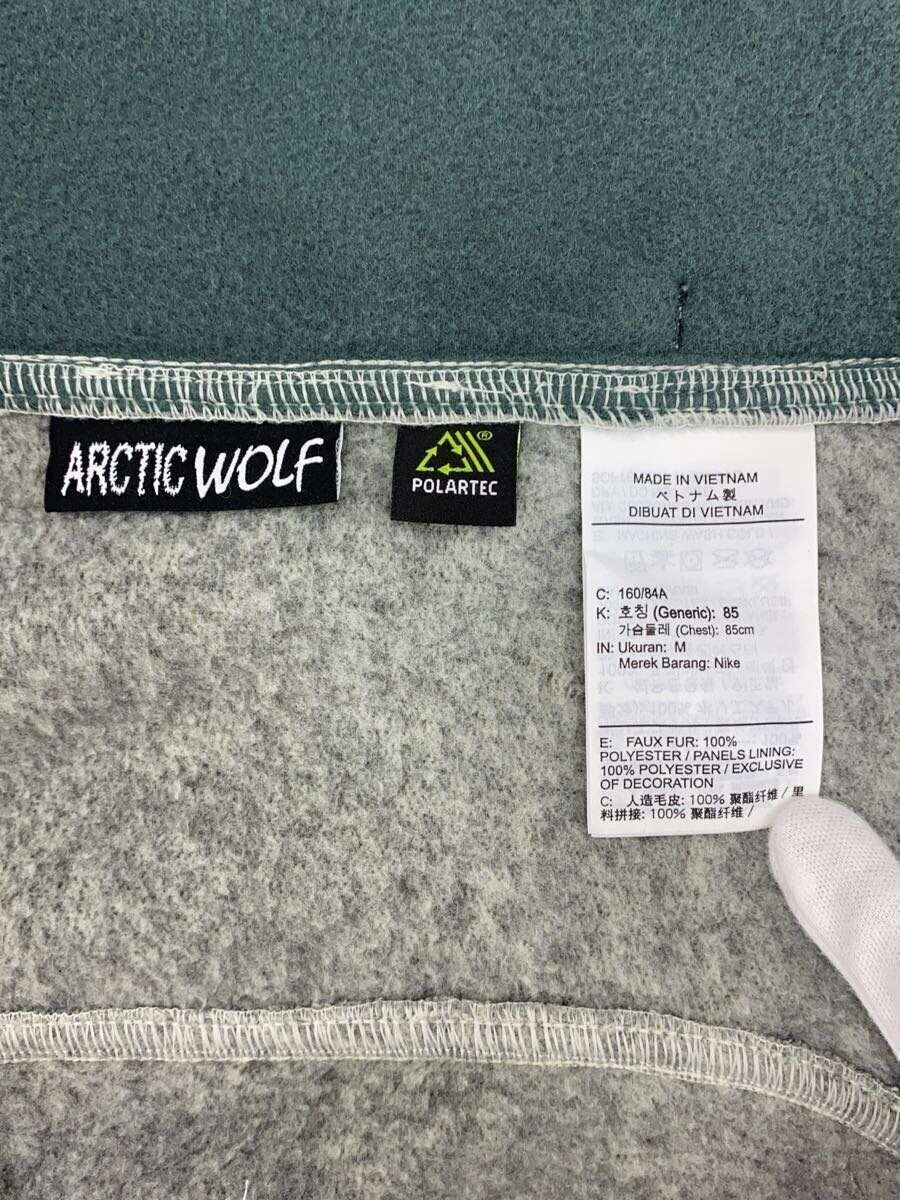 ARCTIC WOLF
POLARTEC
MADE IN VIETNAM
ベトナム製
DIBUAT DI VIETNAM
C: 160/84A
K: 호칭 (Generic): 85
가슴둘레 (Chest): 85cm
IN: Ukuran: M
Merek Barang: Nike
E: FAUX FUR: 100%
POLYESTER / PANELS LINING:
100% POLYESTER / EXCLUSIVE
OF DECORATION
C: 人造毛皮: 100% 聚酯纤维 / 里
料拼接: 100% 聚酯纤维 /